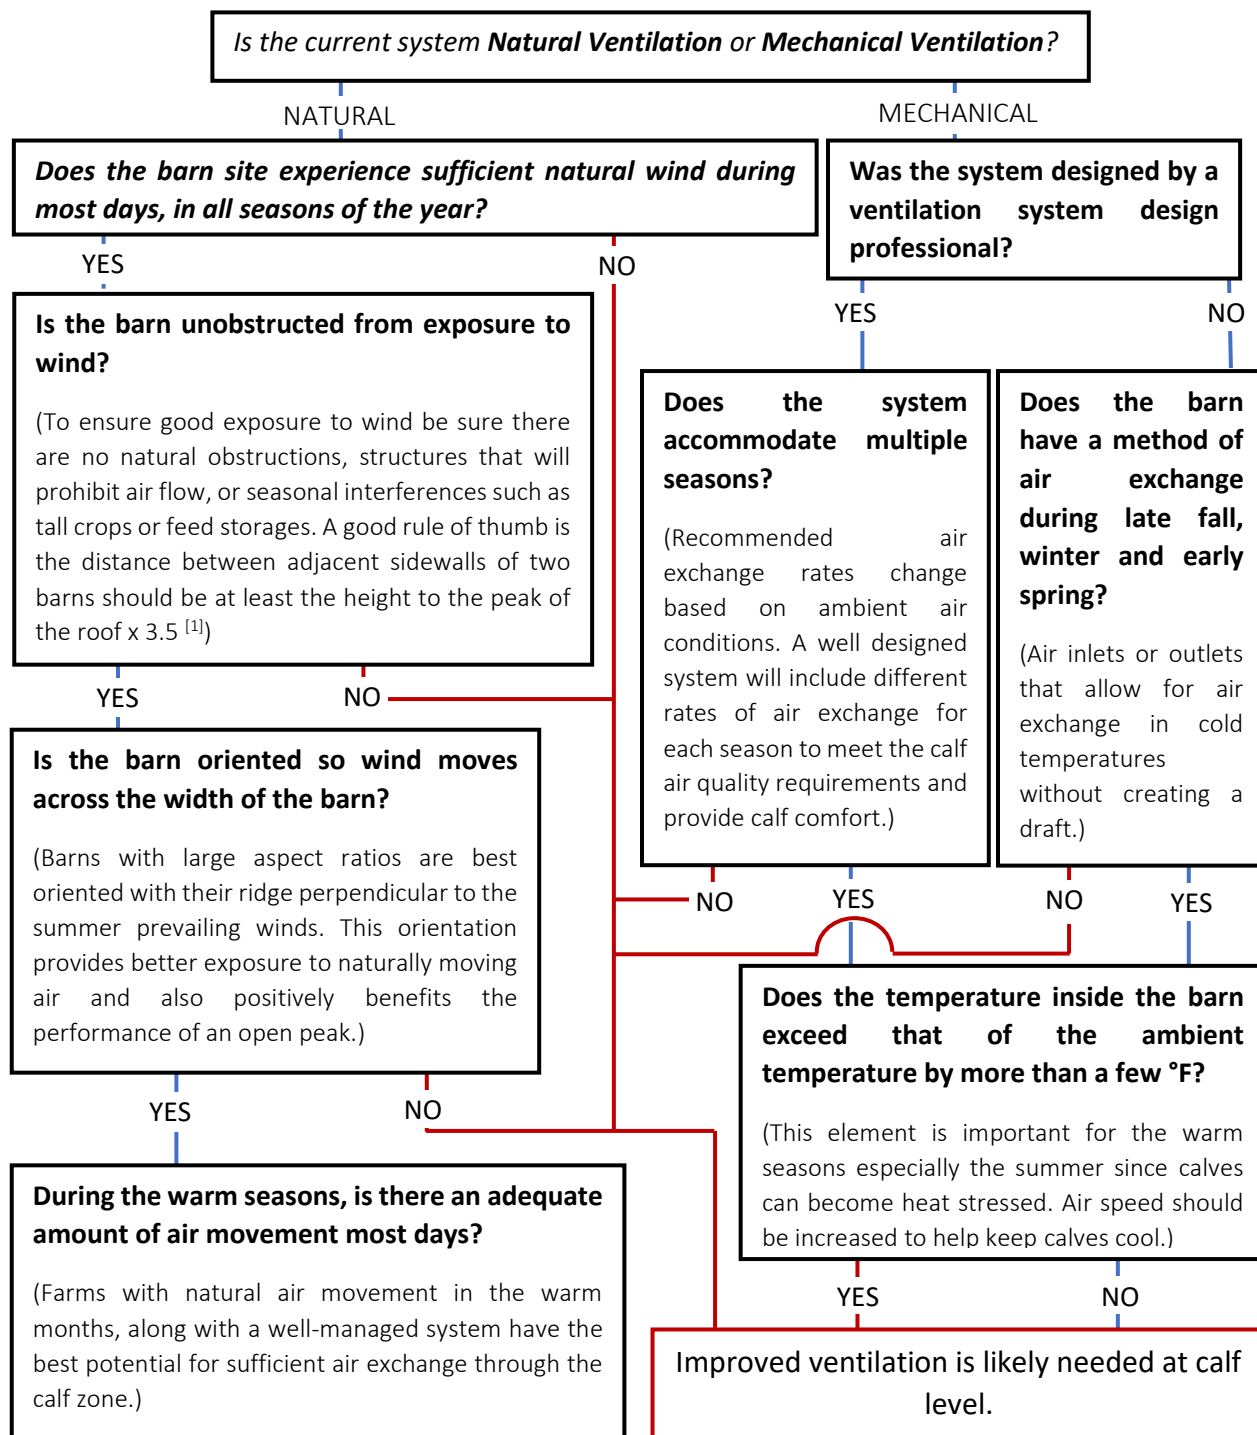 Is the current system Natural Ventilation or Mechanical Ventilation?
NATURAL
MECHANICAL
Does the barn site experience sufficient natural wind during
most days, in all seasons of the year?
Was the system designed by a
ventilation system design
professional?
YES
NO
YES
NO
Is the barn unobstructed from exposure to
wind?
(To ensure good exposure to wind be sure there
are no natural obstructions, structures that will
prohibit air flow, or seasonal interferences such as
tall crops or feed storages. A good rule of thumb is
the distance between adjacent sidewalls of two
barns should be at least the height to the peak of
the roof x 3.5 [1])
Does the system
accommodate multiple
seasons?
(Recommended air
exchange rates change
based on ambient air
conditions. A well designed
system will include different
rates of air exchange for
each season to meet the calf
air quality requirements and
provide calf comfort.)
Does the barn
have a method of
air exchange
during late fall,
winter and early
spring?
(Air inlets or outlets
that allow for air
exchange in cold
temperatures
without creating a
draft.)
YES
NO
Is the barn oriented so wind moves
across the width of the barn?
(Barns with large aspect ratios are best
oriented with their ridge perpendicular to the
summer prevailing winds. This orientation
provides better exposure to naturally moving
air and also positively benefits the
performance of an open peak.)
NO
YES
NO
YES
Does the temperature inside the barn
exceed that of the ambient
temperature by more than a few °F?
(This element is important for the warm
seasons especially the summer since calves
can become heat stressed. Air speed should
be increased to help keep calves cool.)
YES
NO
During the warm seasons, is there an adequate
amount of air movement most days?
(Farms with natural air movement in the warm
months, along with a well-managed system have the
best potential for sufficient air exchange through the
calf zone.)
YES
NO
Improved ventilation is likely needed at calf
level.